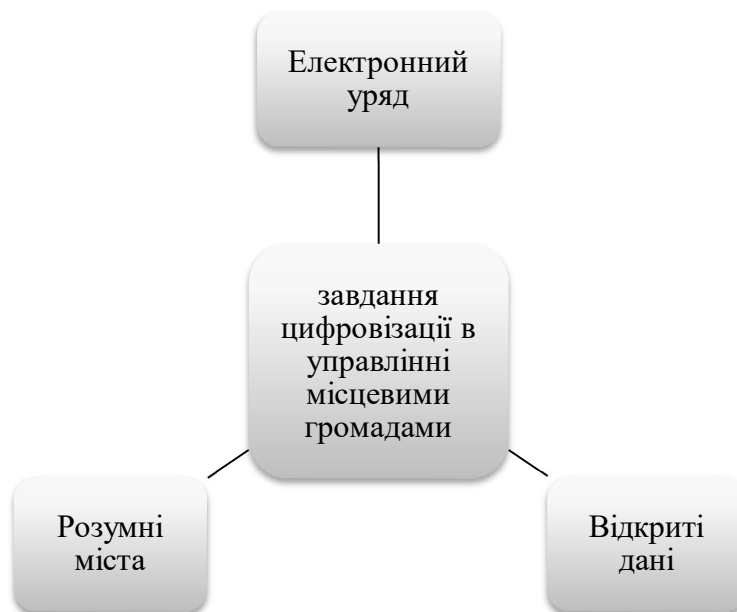 Електронний
уряд
завдання
цифровізації в
управлінні
місцевими
громадами
Розумні
міста
Відкриті
дані